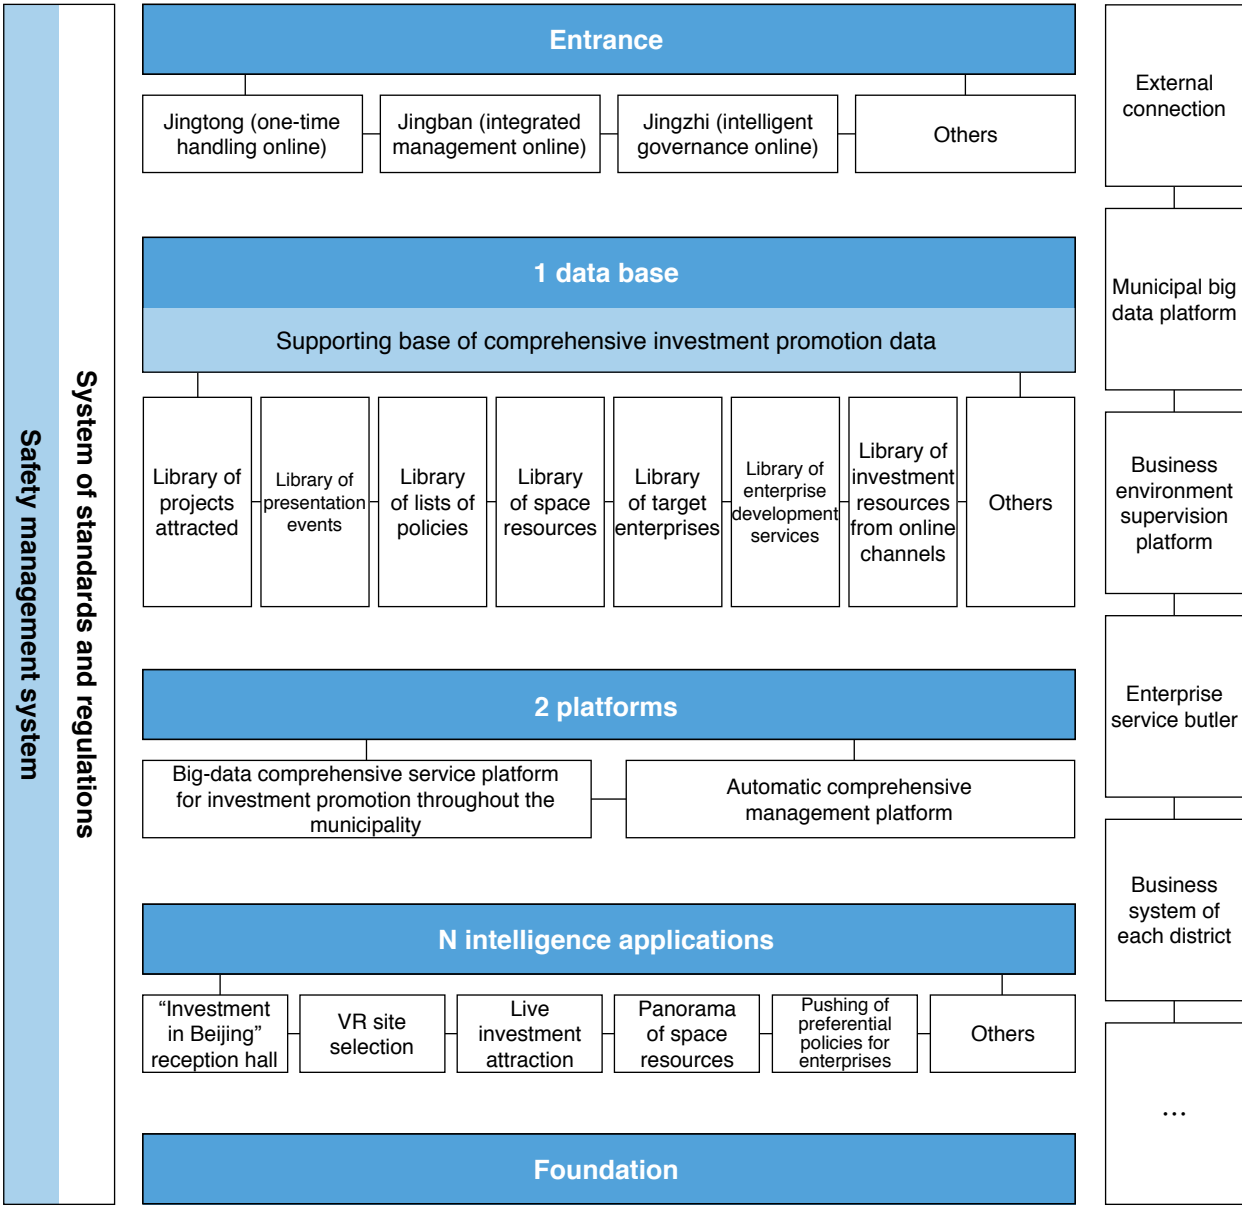 Safety management system
System of standards and regulations
Entrance
Jingtong (one-time
handling online)
Jingban (integrated
management online)
Jingzhi (intelligent
governance online)
Others
1 data base
Supporting base of comprehensive investment promotion data
Library of
projects
attracted
Library of
presentation
events
Library
of lists of
policies
Library
of space
resources
Library
of target
enterprises
Library of
enterprise
development
services
Library of
investment
resources
from online
channels
Others
2 platforms
Big-data comprehensive service platform
for investment promotion throughout the
municipality
Automatic comprehensive
management platform
N intelligence applications
“Investment
in Beijing”
reception hall
VR site
selection
Live
investment
attraction
Panorama
of space
resources
Pushing of
preferential
policies for
enterprises
Others
Foundation
External
connection
Municipal big
data platform
Business
environment
supervision
platform
Enterprise
service butler
Business
system of
each district
…